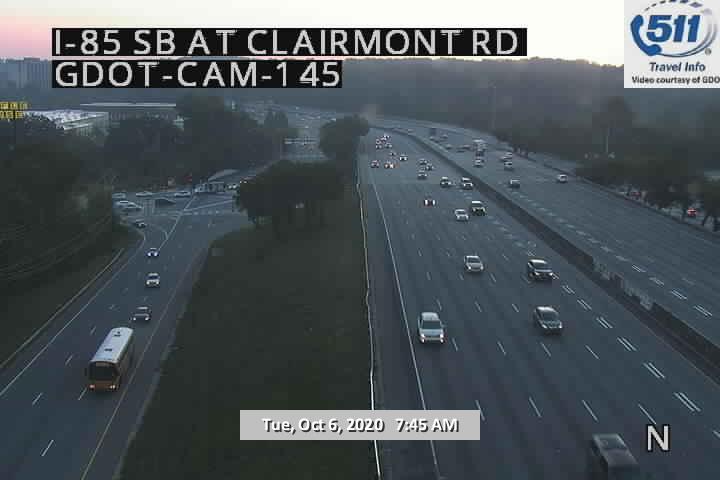 I-85 SB AT CLAIRMONT RD
GDOT-CAM-145
511
Travel Info
Video courtesy of GDO
Tue, Oct 6, 2020 7:45 AM
N